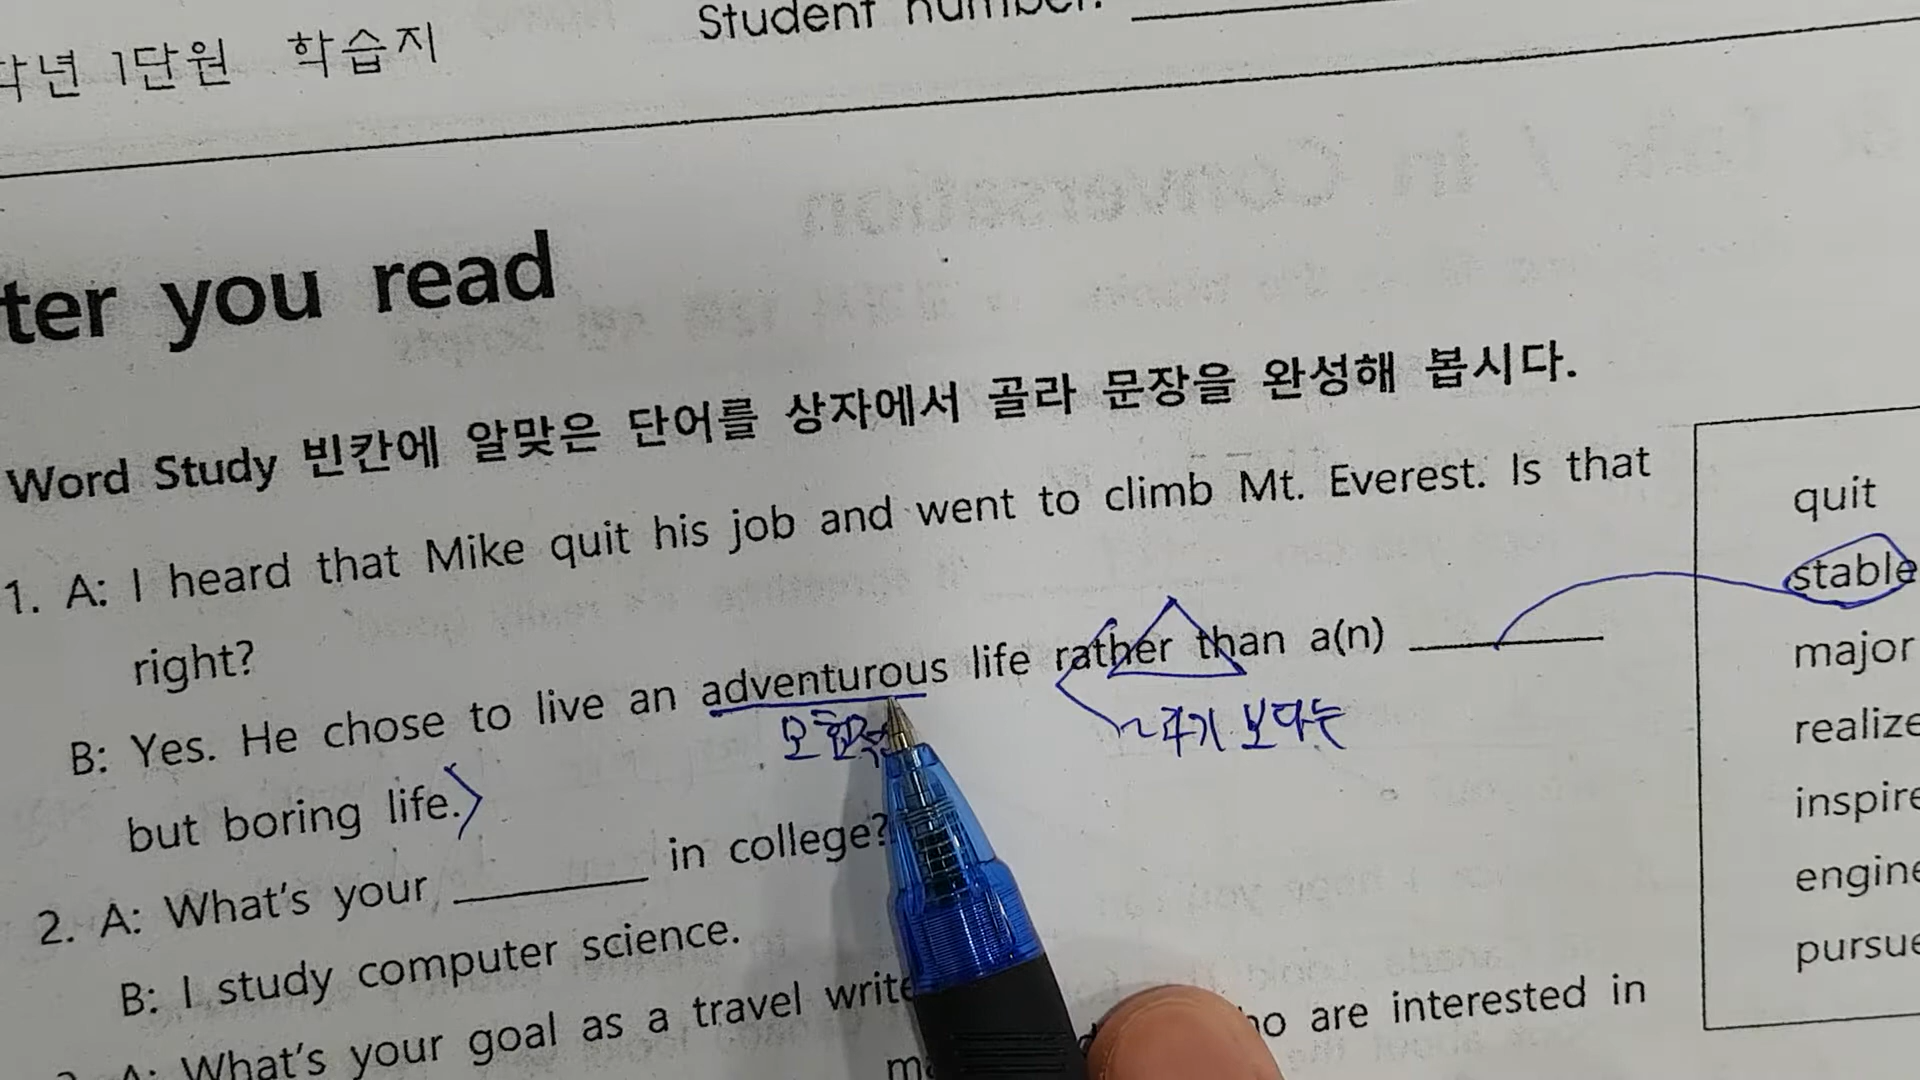 Student number:
학년 1단원 학습지
ter you read
Word Study 빈칸에 알맞은 단어를 상자에서 골라 문장을 완성해 봅시다.
1. A: I heard that Mike quit his job and went to climb Mt. Everest. Is that
right?
B: Yes. He chose to live an adventurous life rather than a(n) ________
모험적
~라기 보다는
but boring life.
2. A: What's your ________ in college?
B: I study computer science.
A: What's your goal as a travel write
ho are interested in
quit
stable
major
realize
inspire
engine
pursue